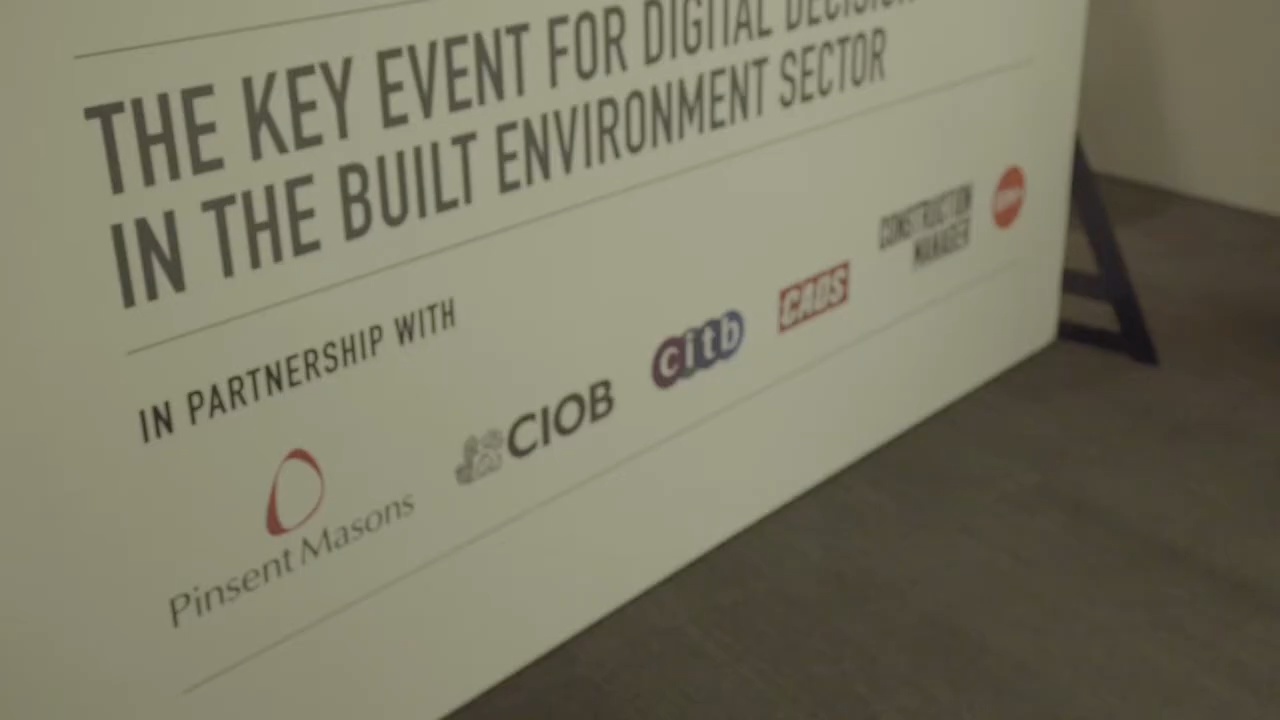 THE KEY EVENT FOR DIGITAL DECISION
IN THE BUILT ENVIRONMENT SECTOR
IN PARTNERSHIP WITH
Pinsent Masons
CIOB
citb
CADS
CONSTRUCTION
MANAGER